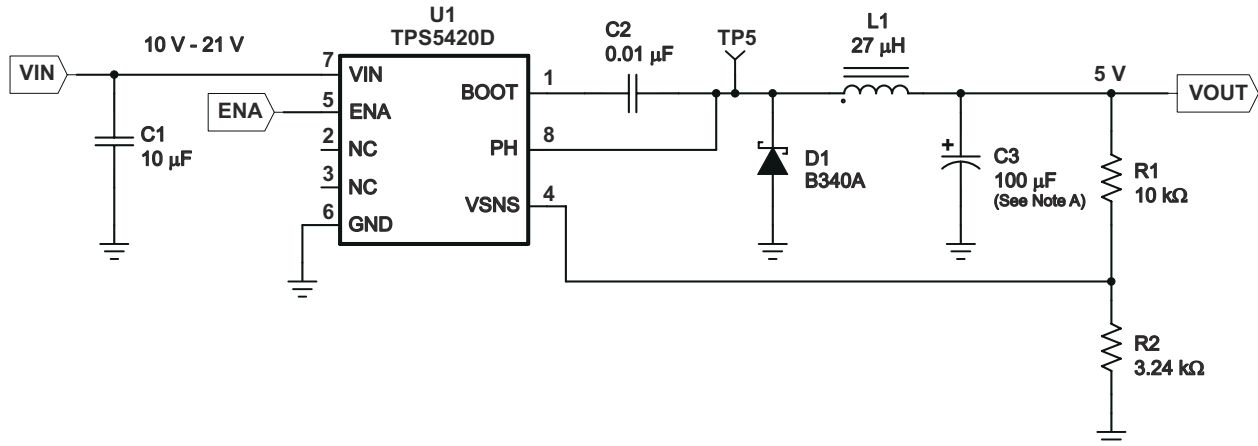 U1
TPS5420D
VIN
10 V - 21 V
7
VIN
ENA
5
ENA
2
NC
3
NC
6
GND
BOOT
1
PH
8
VSNS
4
C1
10 μF
C2
0.01 μF
TP5
L1
27 μH
D1
B340A
+
C3
100 μF
(See Note A)
5 V
VOUT
R1
10 kΩ
R2
3.24 kΩ